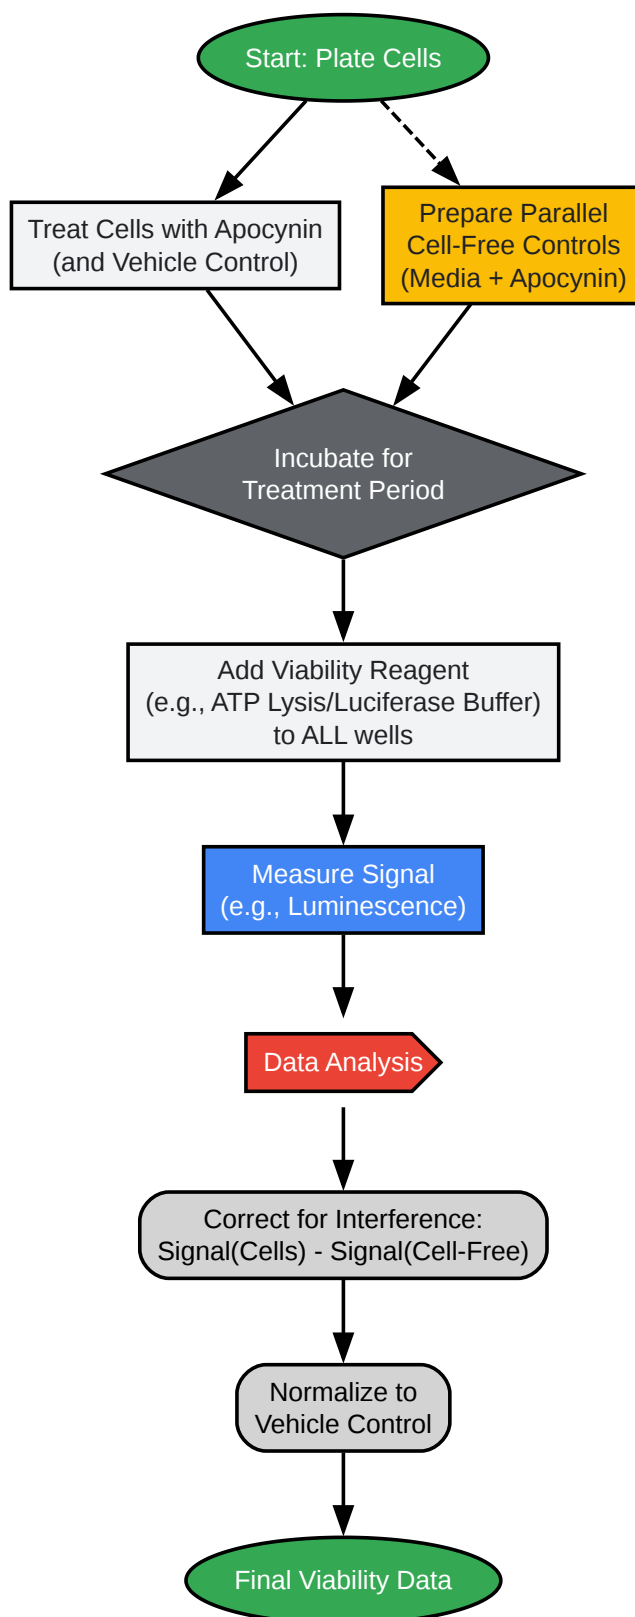 Start: Plate Cells
Treat Cells with Apocynin
(and Vehicle Control)
Prepare Parallel
Cell-Free Controls
(Media + Apocynin)
Incubate for
Treatment Period
Add Viability Reagent
(e.g., ATP Lysis/Luciferase Buffer)
to ALL wells
Measure Signal
(e.g., Luminescence)
Data Analysis
Correct for Interference:
Signal(Cells) - Signal(Cell-Free)
Normalize to
Vehicle Control
Final Viability Data